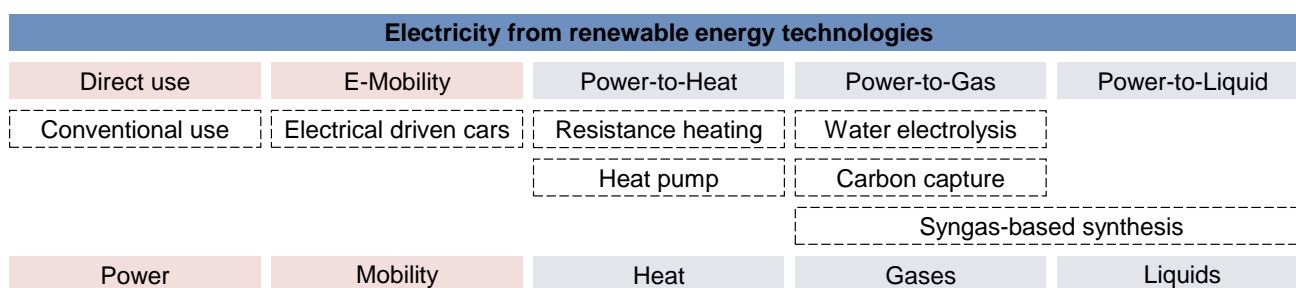 Electricity from renewable energy technologies
Direct use E-Mobility Power-to-Heat Power-to-Gas Power-to-Liquid
Conventional use Electrical driven cars Resistance heating Water electrolysis
Heat pump Carbon capture
Syngas-based synthesis
Power Mobility Heat Gases Liquids